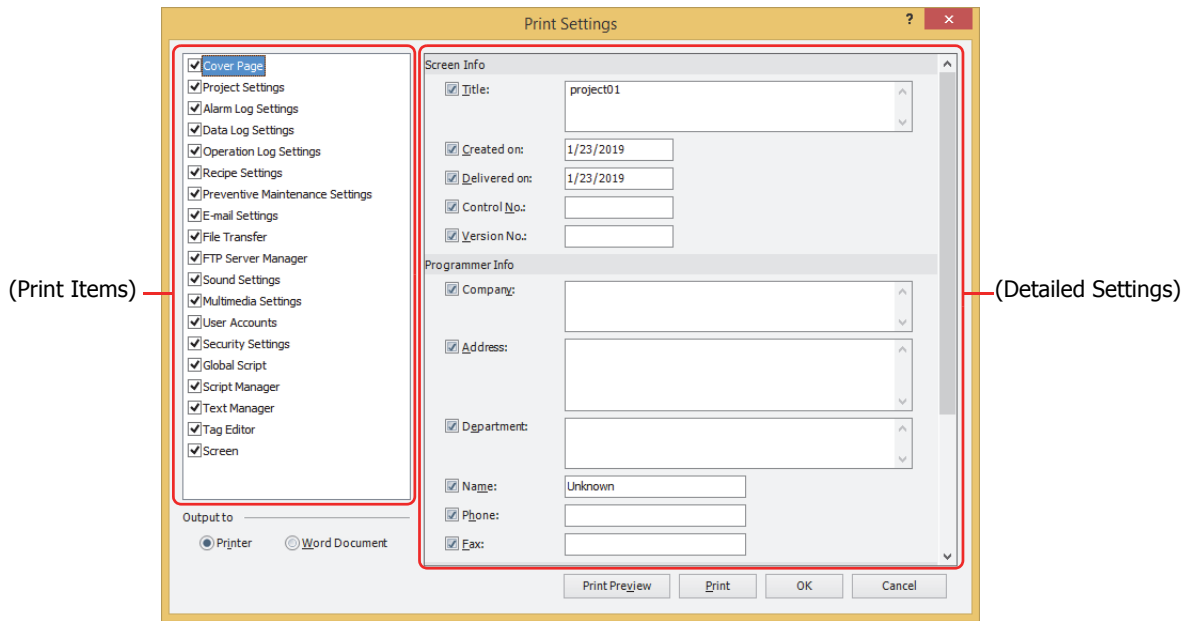 Print Settings
?
Cover Page
Project Settings
Alarm Log Settings
Data Log Settings
Operation Log Settings
Recipe Settings
Preventive Maintenance Settings
E-mail Settings
File Transfer
FTP Server Manager
Sound Settings
Multimedia Settings
User Accounts
Security Settings
Global Script
Script Manager
Text Manager
Tag Editor
Screen
(Print Items)
Output to
Printer Word Document
Screen Info
Title: project01
Created on: 1/23/2019
Delivered on: 1/23/2019
Control No.:
Version No.:
Programmer Info
Company:
Address:
Department:
Name: Unknown
Phone:
Fax:
(Detailed Settings)
Print Preview Print OK Cancel